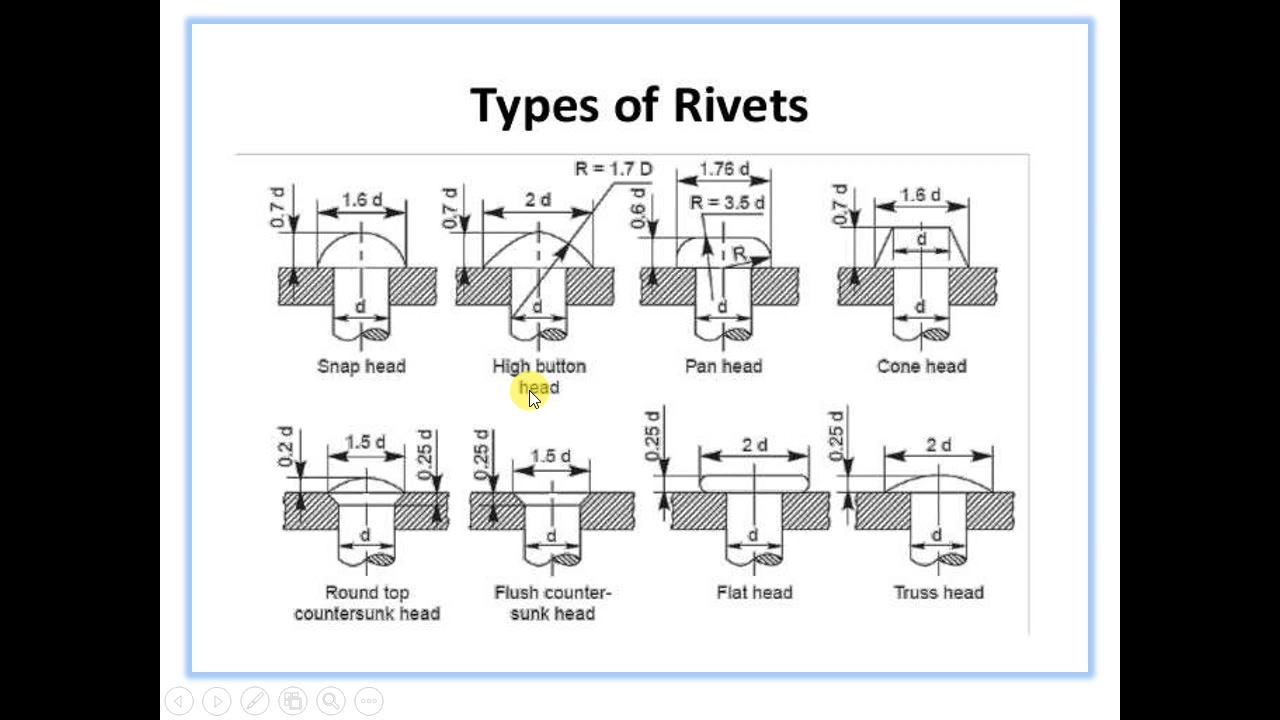 Types of Rivets
R = 1.7 D
1.76 d
0.7 d
1.6 d
0.7 d
2 d
0.6 d
R = 3.5 d
0.7 d
1.6 d
R
d
d
d
d
d
Snap head
High button
head
Pan head
Cone head
0.2 d
1.5 d
0.25 d
0.25 d
1.5 d
0.25 d
2 d
0.25 d
2 d
d
d
d
d
Round top
countersunk head
Flush counter-
sunk head
Flat head
Truss head